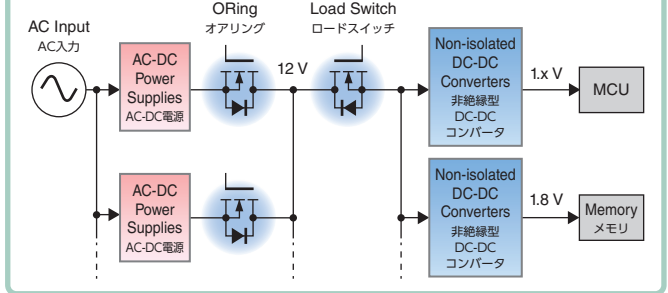 AC Input
AC入力
ORing
オアリング
Load Switch
ロードスイッチ
AC-DC
Power
Supplies
AC-DC電源
12 V
Non-isolated
DC-DC
Converters
非絶縁型
DC-DC
コンバータ
1.x V
MCU
AC-DC
Power
Supplies
AC-DC電源
Non-isolated
DC-DC
Converters
非絶縁型
DC-DC
コンバータ
1.8 V
Memory
メモリ